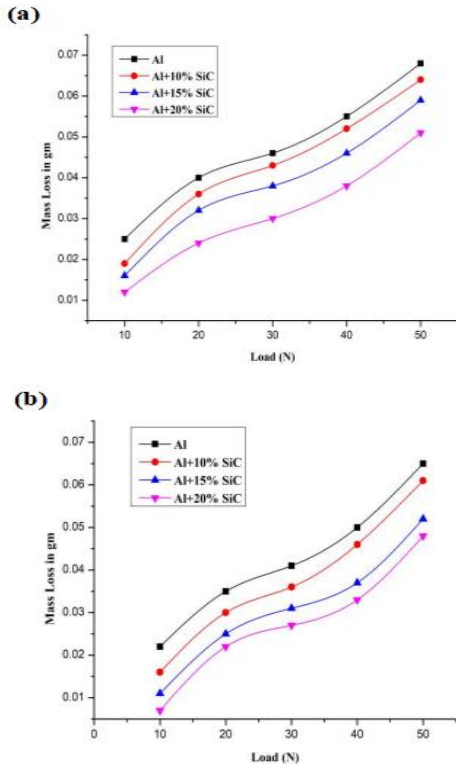 (a)
Al
Al+10% SiC
Al+15% SiC
Al+20% SiC
0.07
0.06
0.05
0.04
0.03
0.02
0.01
Mass Loss in gm
10 20 30 40 50
Load (N)
(b)
Al
Al+10% SiC
Al+15% SiC
Al+20% SiC
0.07
0.06
0.05
0.04
0.03
0.02
0.01
Mass Loss in gm
0 10 20 30 40 50
Load (N)